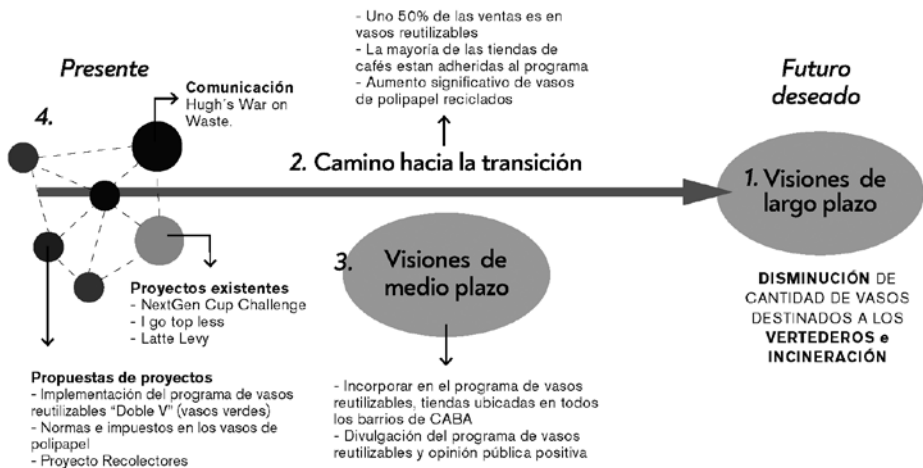 - Uno 50% de las ventas es en
vasos reutilizables
- La mayoría de las tiendas de
cafés estan adheridas al programa
- Aumento significativo de vasos
de polipapel reciclados
Presente
4.
Comunicación
Hugh´s War on
Waste.
Futuro
deseado
2. Camino hacia la transición
1. Visiones de
largo plazo
3. Visiones de
medio plazo
Proyectos existentes
- NextGen Cup Challenge
- I go top less
- Latte Levy
DISMINUCIÓN DE
CANTIDAD DE VASOS
DESTINADOS A LOS
VERTEDEROS e
INCINERACIÓN
Propuestas de proyectos
- Implementación del programa de vasos
reutilizables “Doble V” (vasos verdes)
- Normas e impuestos en los vasos de
polipapel
- Proyecto Recolectores
- Incorporar en el programa de vasos
reutilizables, tiendas ubicadas en todos
los barrios de CABA
- Divulgación del programa de vasos
reutilizables y opinión pública positiva